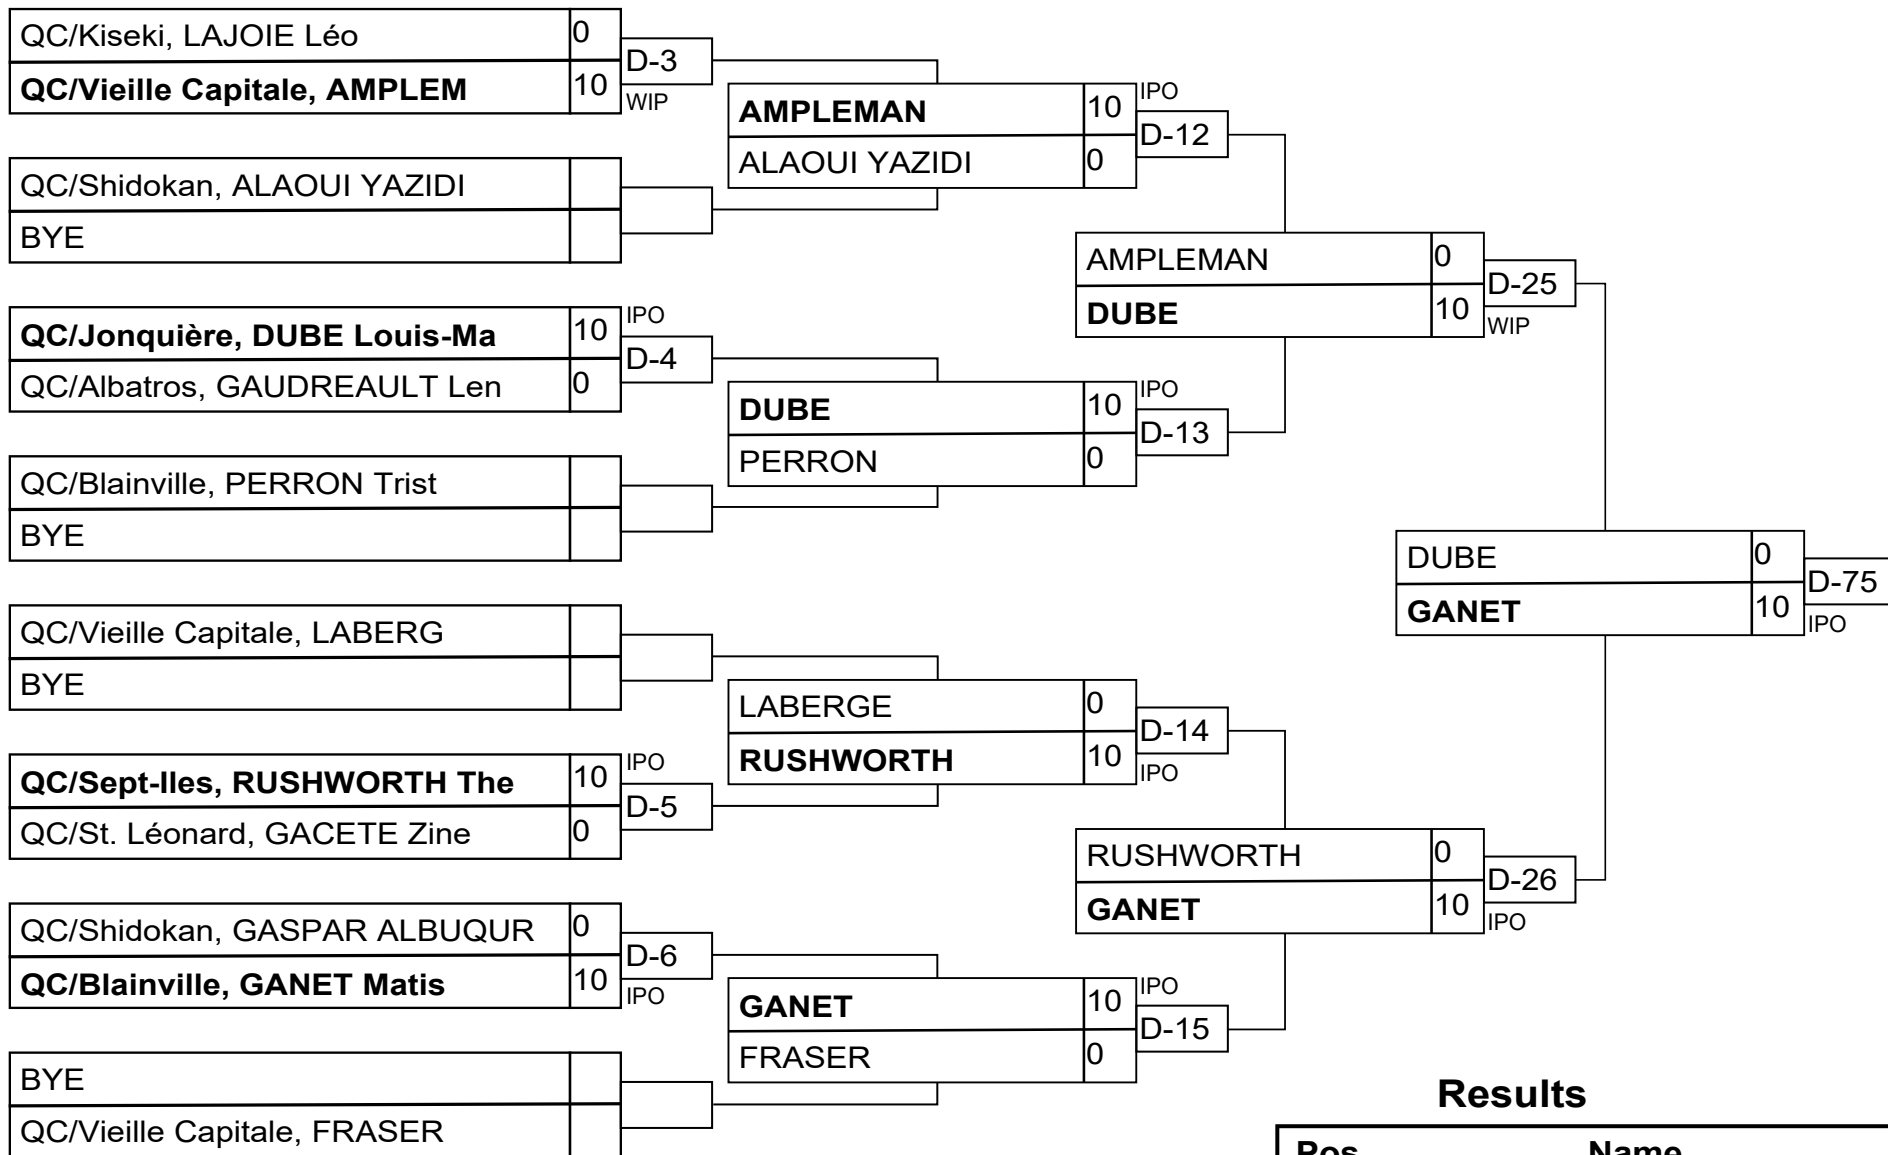 QC/Kiseki, LAJOIE Léo 0
D-3
QC/Vieille Capitale, AMPLEM 10
WIP
QC/Shidokan, ALAOUI YAZIDI
BYE
QC/Jonquière, DUBE Louis-Ma 10
IPO
D-4
QC/Albatros, GAUDREAULT Len 0
QC/Blainville, PERRON Trist
BYE
QC/Vieille Capitale, LABERG
BYE
QC/Sept-Iles, RUSHWORTH The 10
IPO
D-5
QC/St. Léonard, GACETE Zine 0
QC/Shidokan, GASPAR ALBUQUR 0
D-6
QC/Blainville, GANET Matis 10
IPO
BYE
QC/Vieille Capitale, FRASER
AMPLEMAN 10
IPO
D-12
ALAOUI YAZIDI 0
DUBE 10
IPO
D-13
PERRON 0
LABERGE 0
D-14
RUSHWORTH 10
IPO
GANET 10
IPO
D-15
FRASER 0
AMPLEMAN 0
D-25
DUBE 10
WIP
RUSHWORTH 0
D-26
GANET 10
IPO
DUBE 0
D-75
GANET 10
IPO
Results
Pos Name